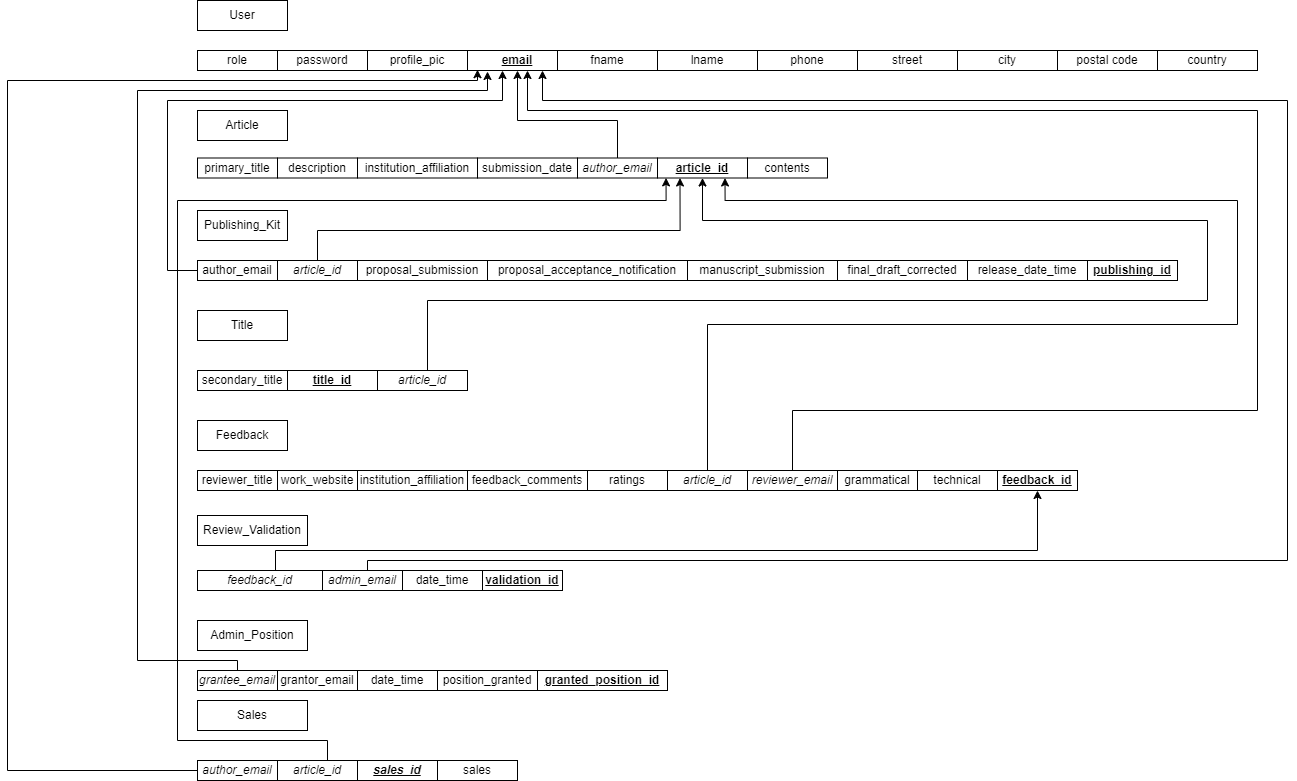 User
role password profile_pic email fname lname phone street city postal code country
Article
primary_title description institution_affiliation submission_date author_email article_id contents
Publishing_Kit
author_email article_id proposal_submission proposal_acceptance_notification manuscript_submission final_draft_corrected release_date_time publishing_id
Title
secondary_title title_id article_id
Feedback
reviewer_title work_website institution_affiliation feedback_comments ratings article_id reviewer_email grammatical technical feedback_id
Review_Validation
feedback_id admin_email date_time validation_id
Admin_Position
grantee_email grantor_email date_time position_granted granted_position_id
Sales
author_email article_id sales_id sales